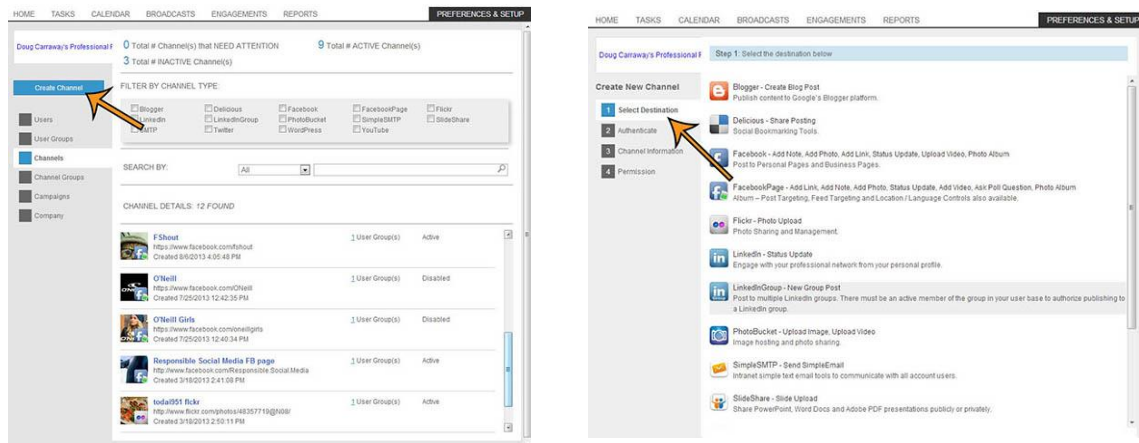 HOME TASKS CALENDAR BROADCASTS ENGAGEMENTS REPORTS PREFERENCES & SETUP
Doug Carraway's Professional F
0 Total # Channel(s) that NEED ATTENTION 9 Total # ACTIVE Channel(s)
3 Total # INACTIVE Channel(s)
Create Channel
Users
User Groups
Channels
Channel Groups
Campaigns
Company
FILTER BY CHANNEL TYPE:
Blogger Delicious Facebook FacebookPage Flickr
LinkedIn LinkedInGroup PhotoBucket SimpleSMTP SlideShare
SMTP Twitter WordPress YouTube
SEARCH BY: All
CHANNEL DETAILS: 12 FOUND
FShout 1 User Group(s) Active
https://www.facebook.com/fshout
Created 8/6/2013 4:05:48 PM
O'Neill 1 User Group(s) Disabled
https://www.facebook.com/ONeill
Created 7/25/2013 12:42:35 PM
O'Neill Girls 1 User Group(s) Disabled
https://www.facebook.com/oneillgirls
Created 7/25/2013 12:40:34 PM
Responsible Social Media FB page 1 User Group(s) Active
http://www.facebook.com/Responsible.Social.Media
Created 3/18/2013 2:41:08 PM
todai951 flickr 1 User Group(s) Active
http://www.flickr.com/photos/48357719@N08/
Created 3/18/2013 2:50:11 PM
HOME TASKS CALENDAR BROADCASTS ENGAGEMENTS REPORTS PREFERENCES & SETUP
Doug Carraway's Professional F
Step 1: Select the destination below
Create New Channel
1 Select Destination
2 Authenticate
3 Channel Information
4 Permission
Blogger - Create Blog Post
Publish content to Google's Blogger platform.
Delicious - Share Posting
Social Bookmarking Tools.
Facebook - Add Note, Add Photo, Add Link, Status Update, Upload Video, Photo Album
Post to Personal Pages and Business Pages.
FacebookPage - Add Link, Add Note, Add Photo, Status Update, Add Video, Ask Poll Question, Photo Album
Album – Post Targeting, Feed Targeting and Location / Language Controls also available.
Flickr - Photo Upload
Photo Sharing and Management.
LinkedIn - Status Update
Engage with your professional network from your personal profile.
LinkedInGroup - New Group Post
Post to multiple LinkedIn groups. There must be an active member of the group in your user base to authorize publishing to
a LinkedIn group.
PhotoBucket - Upload Image, Upload Video
Image hosting and photo sharing.
SimpleSMTP - Send SimpleEmail
Intranet simple text email tools to communicate with all account users.
SlideShare - Slide Upload
Share PowerPoint, Word Docs and Adobe PDF presentations publicly or privately.